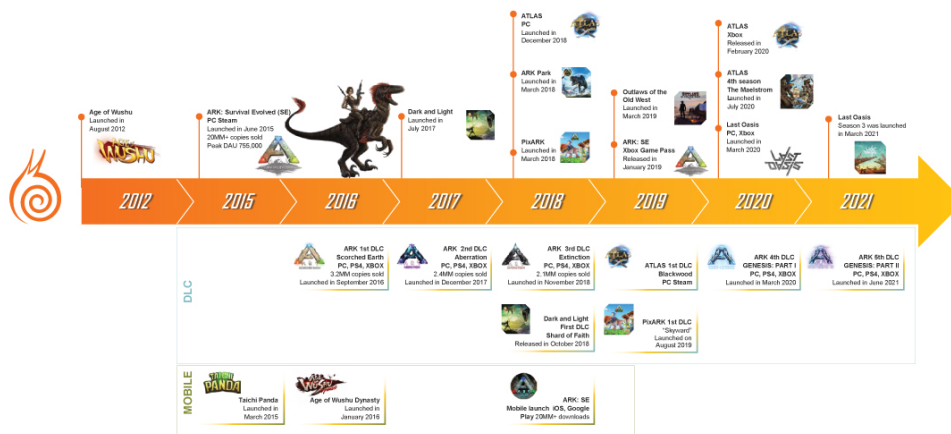 ATLAS
PC
Launched in
December 2018
ARK Park
Launched in
March 2018
PixARK
Launched in
March 2018
ATLAS
Xbox
Released in
February 2020
ATLAS
4th season
The Maelstrom
Launched in
July 2020
Last Oasis
PC, Xbox
Launched in
March 2020
Outlaws of the
Old West
Launched in
March 2019
ARK: SE
Xbox Game Pass
Released in
January 2019
Age of Wushu
Launched in
August 2012
WUSHU
ARK: Survival Evolved (SE)
PC Steam
Launched in June 2015
20MM+ copies sold
Peak DAU 755,000
Dark and Light
Launched in
July 2017
Last Oasis
Season 3 was launched
in March 2021
ATLAS
LAST OASIS
2012
2015
2016
2017
2018
2019
2020
2021
DLC
ARK 1st DLC
Scorched Earth
PC, PS4, XBOX
3.2MM copies sold
Launched in September 2016
ARK 2nd DLC
Aberration
PC, PS4, XBOX
2.4MM copies sold
Launched in December 2017
ARK 3rd DLC
Extinction
PC, PS4, XBOX
2.1MM copies sold
Launched in November 2018
ATLAS 1st DLC
Blackwood
PC Steam
ARK 4th DLC
GENESIS: PART I
PC, PS4, XBOX
Launched in March 2020
ARK 5th DLC
GENESIS: PART II
PC, PS4, XBOX
Launched in June 2021
Dark and Light
First DLC
Shard of Faith
Released in October 2018
PixARK 1st DLC
"Skyward"
Launched on
August 2019
MOBILE
TAICHI
PANDA
Taichi Panda
Launched in
March 2015
WUSHU
Age of Wushu Dynasty
Launched in
January 2016
ARK: SE
Mobile launch iOS, Google
Play 20MM+ downloads